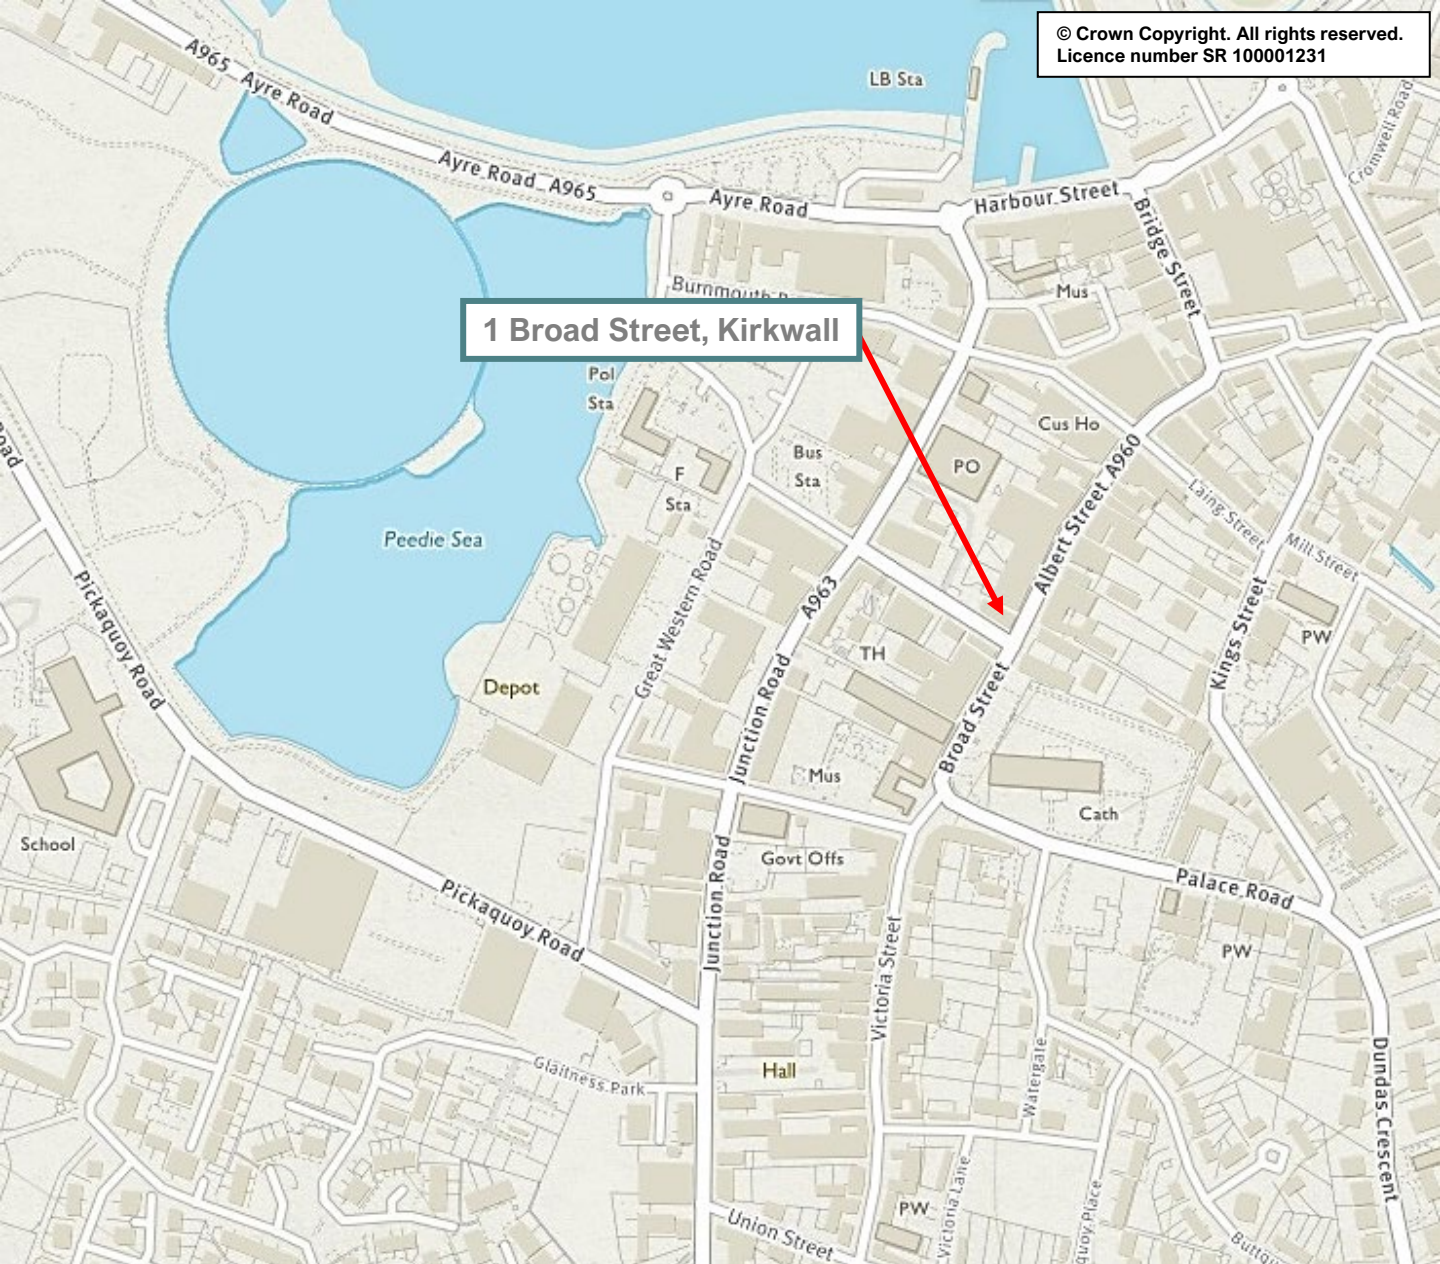 © Crown Copyright. All rights reserved.
Licence number SR 100001231
A965
Ayre Road
LB Sta
Cromwell Road
Ayre Road A965
Ayre Road
Harbour Street
Bridge Street
Burnmouth
Mus
1 Broad Street, Kirkwall
Pol
Sta
Cus Ho
Road
Bus
Sta
PO
F
Sta
Albert Street A960
Laing Street
Mill Street
Peedie Sea
Great Western Road
A963
Pickaquoy Road
TH
Kings Street
PW
Depot
Junction Road
Broad Street
Mus
Cath
School
Govt Offs
Palace Road
Pickaquoy Road
Junction Road
Victoria Street
PW
Glaitness Park
Hall
Watergate
Dundas Crescent
Union Street
PW
Victoria Lane
quoy Place